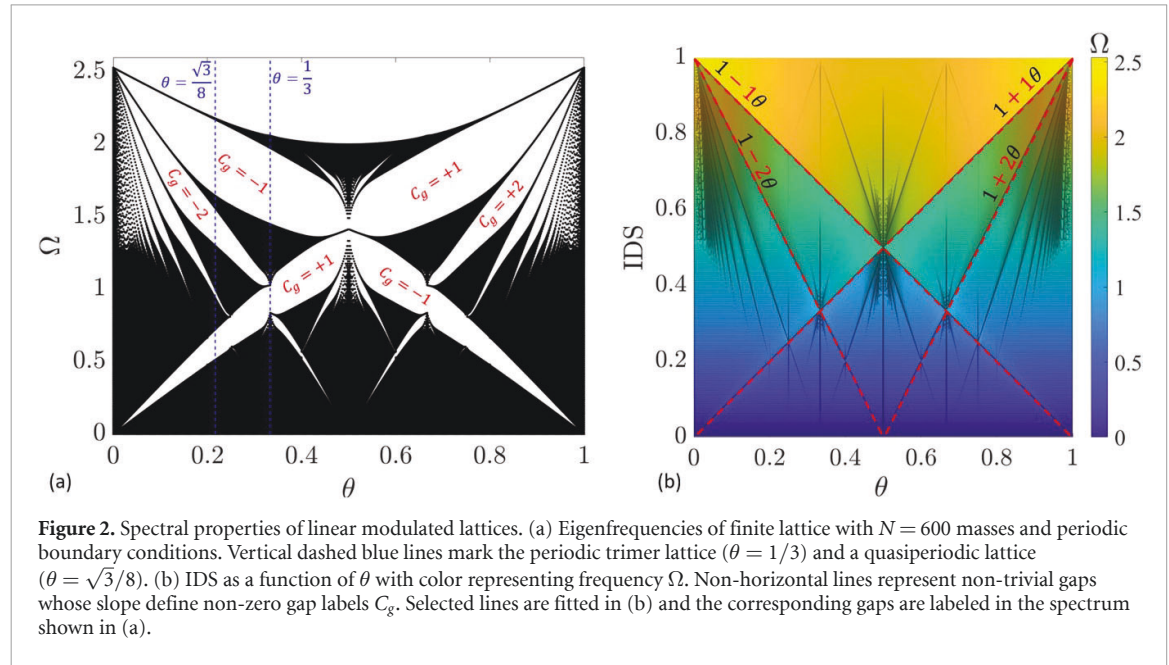 2.5
2
1.5
1
0.5
0
Ω
θ = √3/8
θ = 1/3
C_g = −2
C_g = −1
C_g = +1
C_g = +2
C_g = +1
C_g = −1
0
0.2
0.4
0.6
0.8
1
θ
(a)
1
0.8
0.6
0.4
0.2
0
IDS
1 − 1θ
1 − 2θ
1 + 1θ
1 + 2θ
0
0.2
0.4
0.6
0.8
1
θ
(b)
Ω
2.5
2
1.5
1
0.5
0
Figure 2. Spectral properties of linear modulated lattices. (a) Eigenfrequencies of finite lattice with N = 600 masses and periodic
boundary conditions. Vertical dashed blue lines mark the periodic trimer lattice (θ = 1/3) and a quasiperiodic lattice
(θ = √3/8). (b) IDS as a function of θ with color representing frequency Ω. Non-horizontal lines represent non-trivial gaps
whose slope define non-zero gap labels C_g. Selected lines are fitted in (b) and the corresponding gaps are labeled in the spectrum
shown in (a).